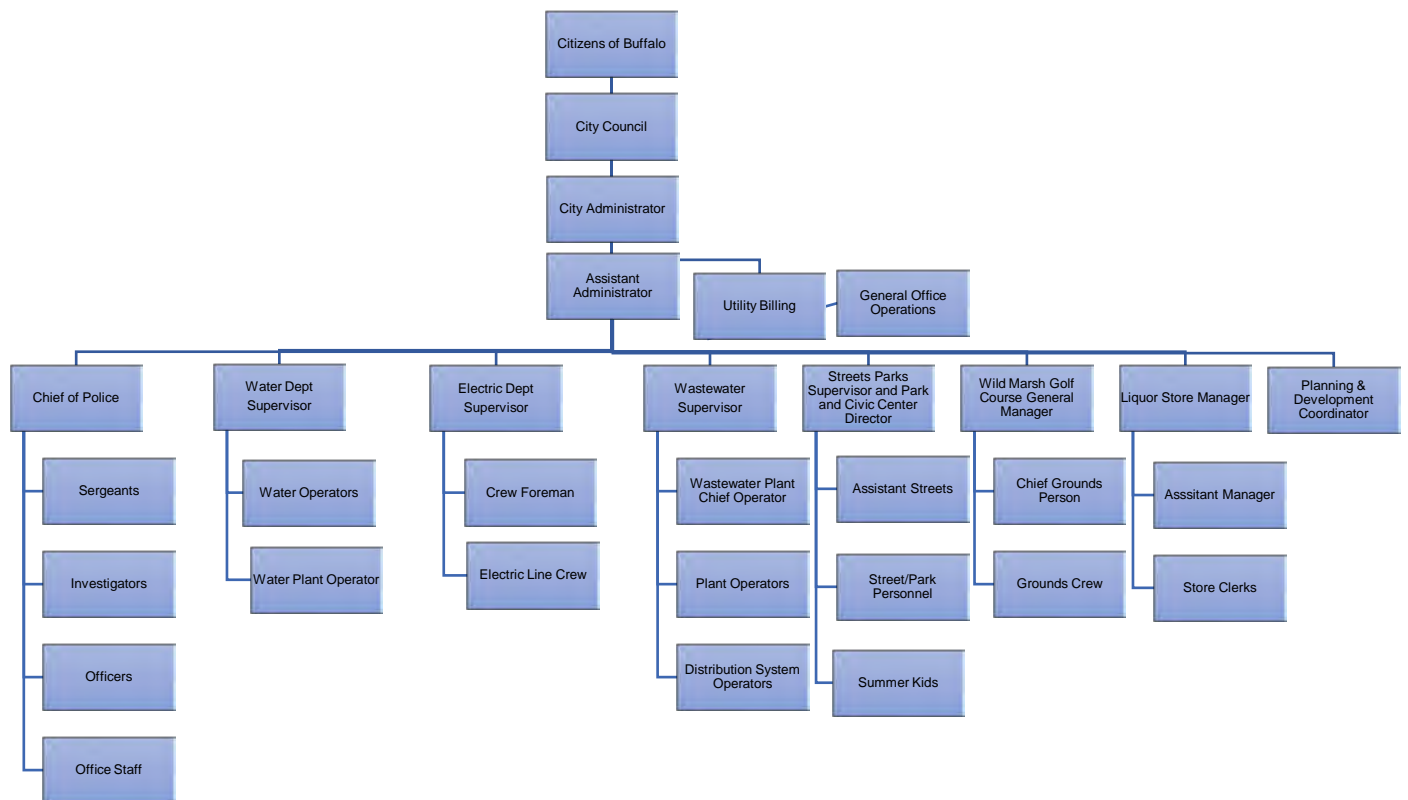 Citizens of Buffalo
City Council
City Administrator
Assistant
Administrator
Utility Billing
General Office
Operations
Chief of Police
Water Dept
Supervisor
Electric Dept
Supervisor
Wastewater
Supervisor
Streets Parks
Supervisor and Park
and Civic Center
Director
Wild Marsh Golf
Course General
Manager
Liquor Store Manager
Planning &
Development
Coordinator
Sergeants
Investigators
Officers
Office Staff
Water Operators
Water Plant Operator
Crew Foreman
Electric Line Crew
Wastewater Plant
Chief Operator
Plant Operators
Distribution System
Operators
Assistant Streets
Street/Park
Personnel
Summer Kids
Chief Grounds
Person
Grounds Crew
Asssitant Manager
Store Clerks